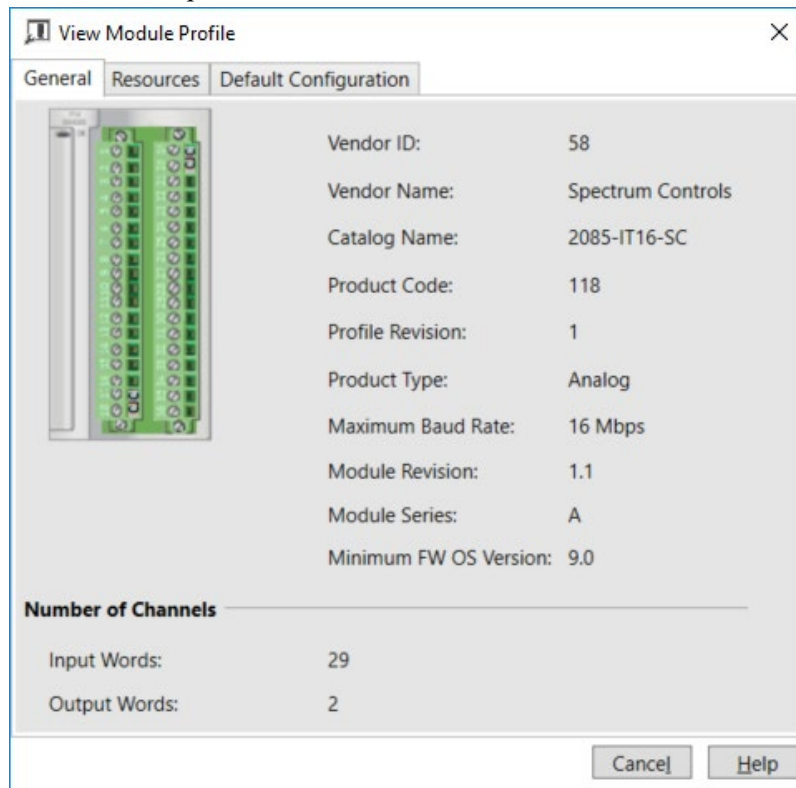 View Module Profile
General Resources Default Configuration
Vendor ID: 58
Vendor Name: Spectrum Controls
Catalog Name: 2085-IT16-SC
Product Code: 118
Profile Revision: 1
Product Type: Analog
Maximum Baud Rate: 16 Mbps
Module Revision: 1.1
Module Series: A
Minimum FW OS Version: 9.0
Number of Channels
Input Words: 29
Output Words: 2
Cancel Help